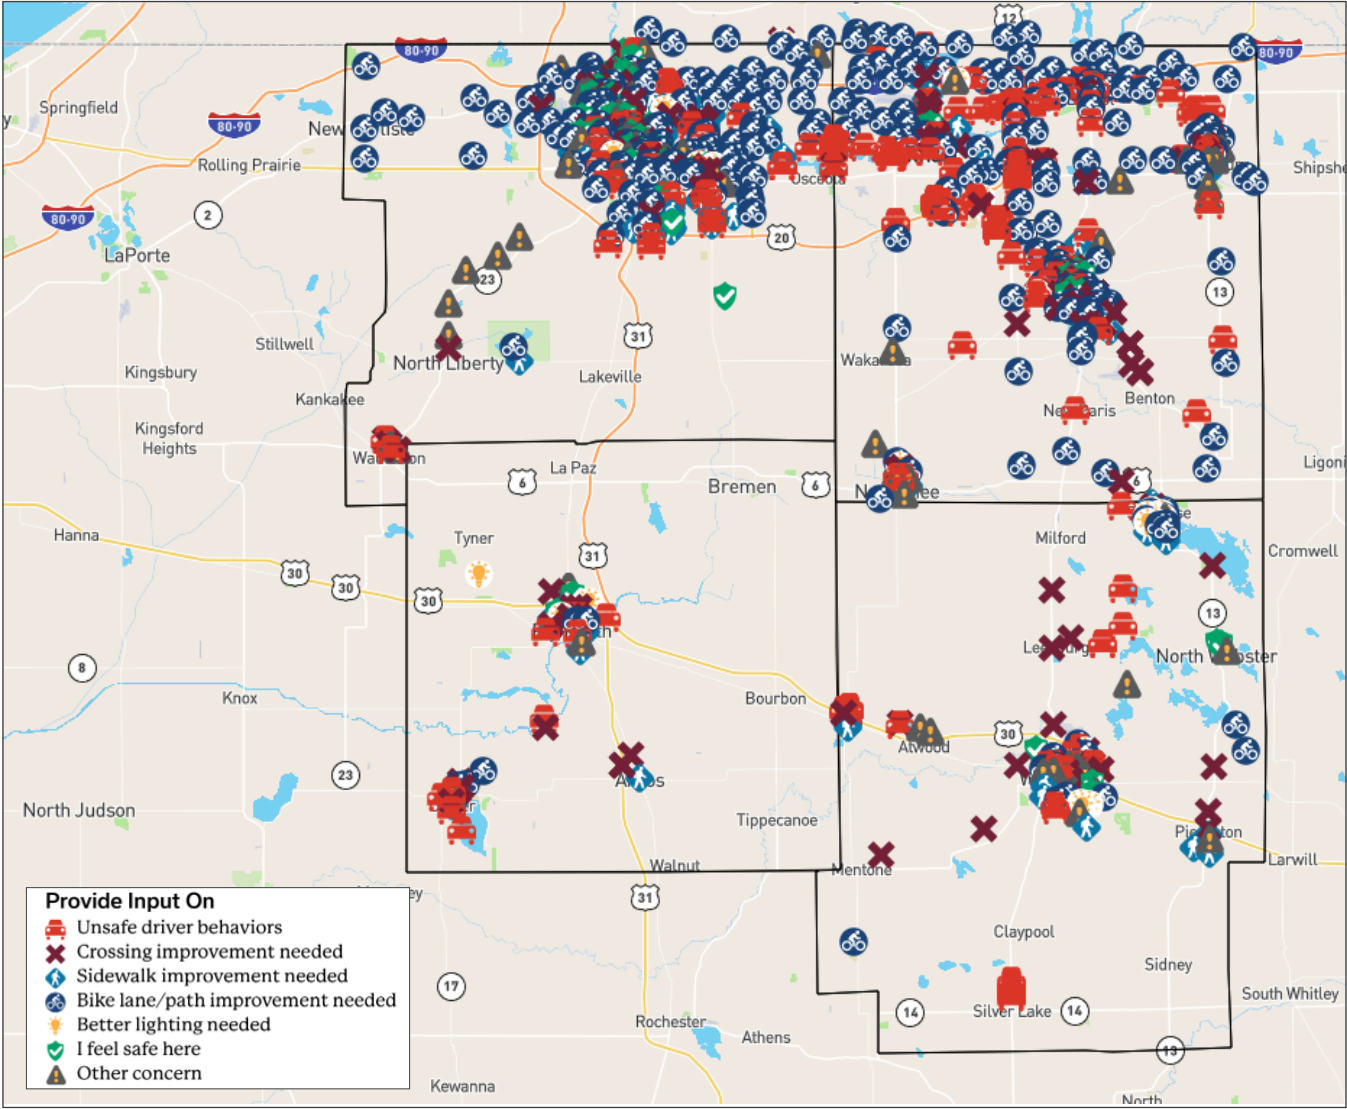 12
80-90
80-90
Springfield
y
80-90
New
isle
Rolling Prairie
Osceola
Shipshe
2
80-90
LaPorte
20
23
13
31
Stillwell
North Liberty
Lakeville
Kingsbury
Kankakee
Benton
Kingsford
Heights
La Paz
6
Bremen
6
6
Ligoni
Hanna
Tyner
31
Milford
Cromwell
30
30
30
13
8
Knox
Bourbon
30
Atwood
23
North Judson
Tippecanoe
Walnut
Mentone
Larwill
31
Claypool
Sidney
17
South Whitley
14
Silver Lake
14
Rochester
Athens
13
Kewanna
North
Provide Input On
Unsafe driver behaviors
Crossing improvement needed
Sidewalk improvement needed
Bike lane/path improvement needed
Better lighting needed
I feel safe here
Other concern